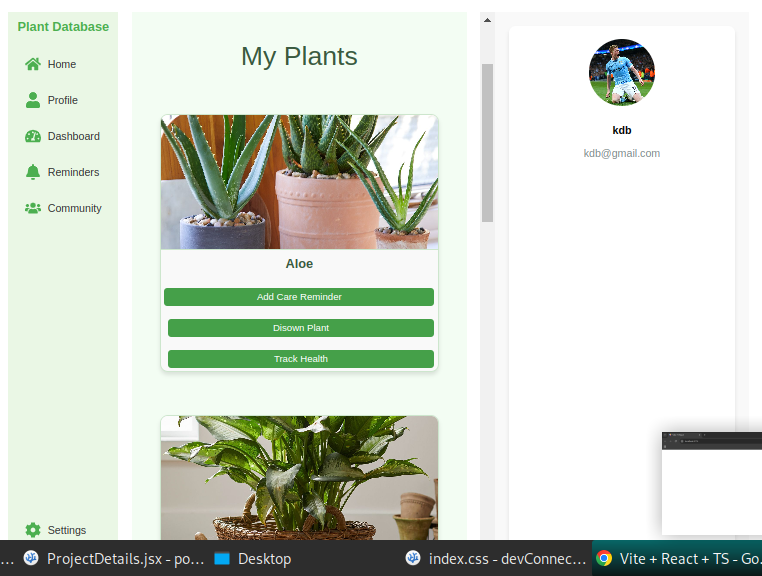 Plant Database
Home
Profile
Dashboard
Reminders
Community
Settings
My Plants
Aloe
Add Care Reminder
Disown Plant
Track Health
kdb
kdb@gmail.com
... ProjectDetails.jsx - po... Desktop index.css - devConnec... Vite + React + TS - Go